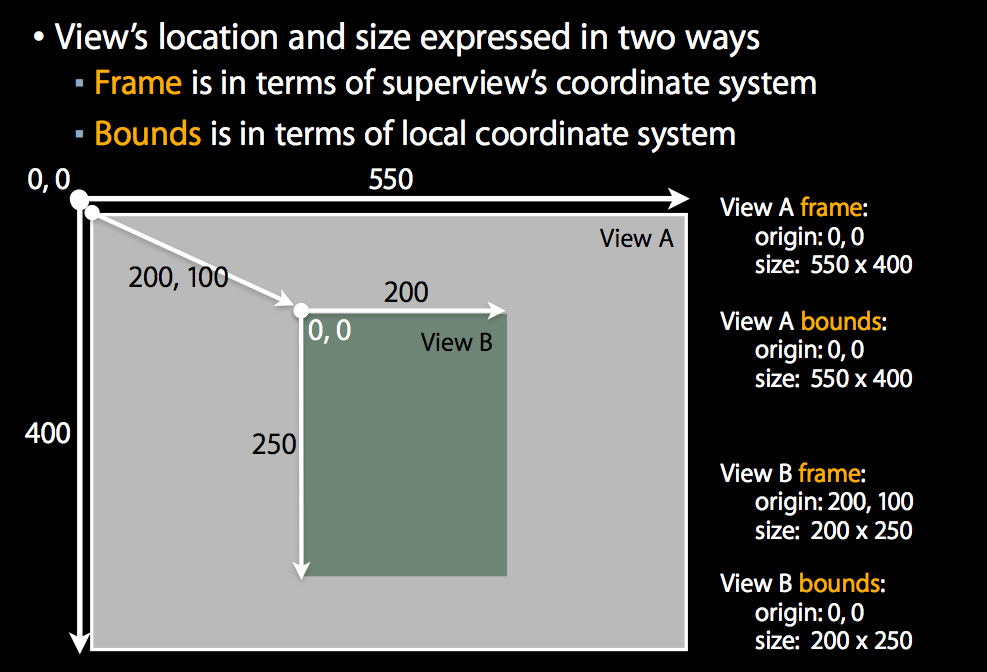 • View’s location and size expressed in two ways
▪ Frame is in terms of superview’s coordinate system
▪ Bounds is in terms of local coordinate system
0, 0
550
View A
200, 100
200
0, 0
View B
400
250
View A frame:
origin: 0, 0
size: 550 x 400
View A bounds:
origin: 0, 0
size: 550 x 400
View B frame:
origin: 200, 100
size: 200 x 250
View B bounds:
origin: 0, 0
size: 200 x 250